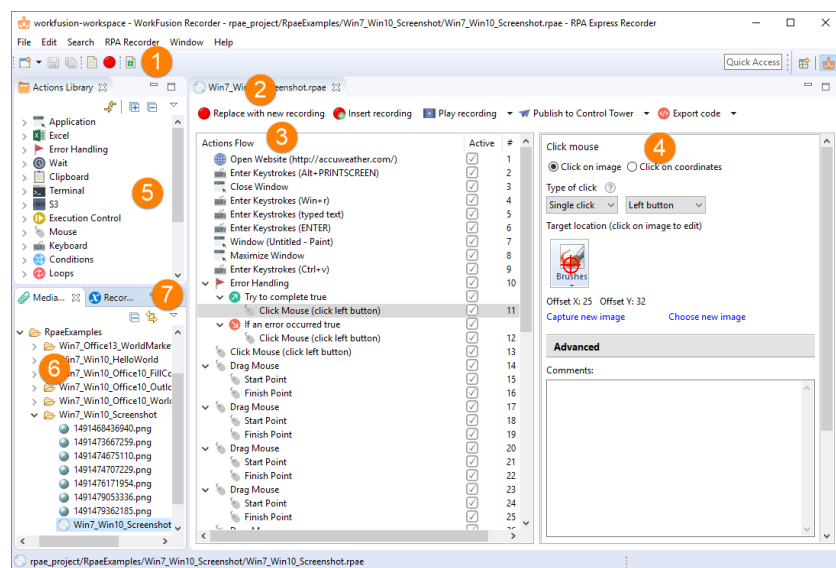 workfusion-workspace - WorkFusion Recorder - rpae_project/RpaeExamples/Win7_Win10_Screenshot/Win7_Win10_Screenshot.rpae - RPA Express Recorder
File Edit Search RPA Recorder Window Help
1
Quick Access
Actions Library
Application
Excel
Error Handling
Wait
Clipboard
Terminal
S3
Execution Control
Mouse
Keyboard
Conditions
Loops
5
Media... Recor...
7
RpaeExamples
Win7_Office13_WorldMarke
Win7_Win10_HelloWorld
Win7_Win10_Office10_FillCo
Win7_Win10_Office10_Outlo
Win7_Win10_Office10_World
Win7_Win10_Screenshot
1491468436940.png
1491473667259.png
1491474675110.png
1491474707229.png
1491476171954.png
1491479053336.png
1491479362185.png
Win7_Win10_Screenshot
6
2
Replace with new recording Insert recording Play recording Publish to Control Tower Export code
3
Actions Flow Active #
Open Website (http://accuweather.com/) 1
Enter Keystrokes (Alt+PRINTSCREEN) 2
Close Window 3
Enter Keystrokes (Win+r) 4
Enter Keystrokes (typed text) 5
Enter Keystrokes (ENTER) 6
Window (Untitled - Paint) 7
Maximize Window 8
Enter Keystrokes (Ctrl+v) 9
Error Handling 10
Try to complete true
Click Mouse (click left button) 11
If an error occurred true
Click Mouse (click left button) 12
Click Mouse (click left button) 13
Drag Mouse 14
Start Point 15
Finish Point 16
Drag Mouse 17
Start Point 18
Finish Point 19
Drag Mouse 20
Start Point 21
Finish Point 22
Drag Mouse 23
Start Point 24
Finish Point 25
Click mouse
4
Click on image Click on coordinates
Type of click ?
Single click Left button
Target location (click on image to edit)
Brushes
Offset X: 25 Offset Y: 32
Capture new image Choose new image
Advanced
Comments:
rpae_project/RpaeExamples/Win7_Win10_Screenshot/Win7_Win10_Screenshot.rpae